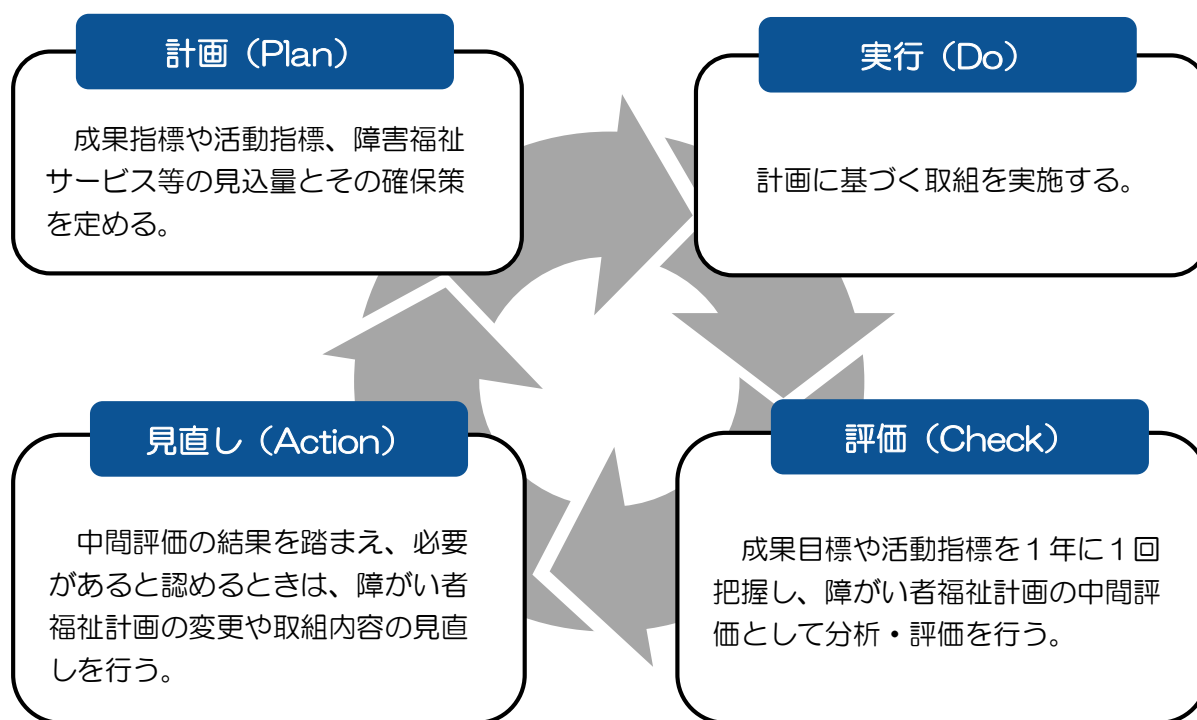 計画（Plan）
成果指標や活動指標、障害福祉
サービス等の見込量とその確保策
を定める。
実行（Do）
計画に基づく取組を実施する。
見直し（Action）
中間評価の結果を踏まえ、必要
があると認めるときは、障がい者
福祉計画の変更や取組内容の見直
しを行う。
評価（Check）
成果目標や活動指標を１年に１回
把握し、障がい者福祉計画の中間評
価として分析・評価を行う。